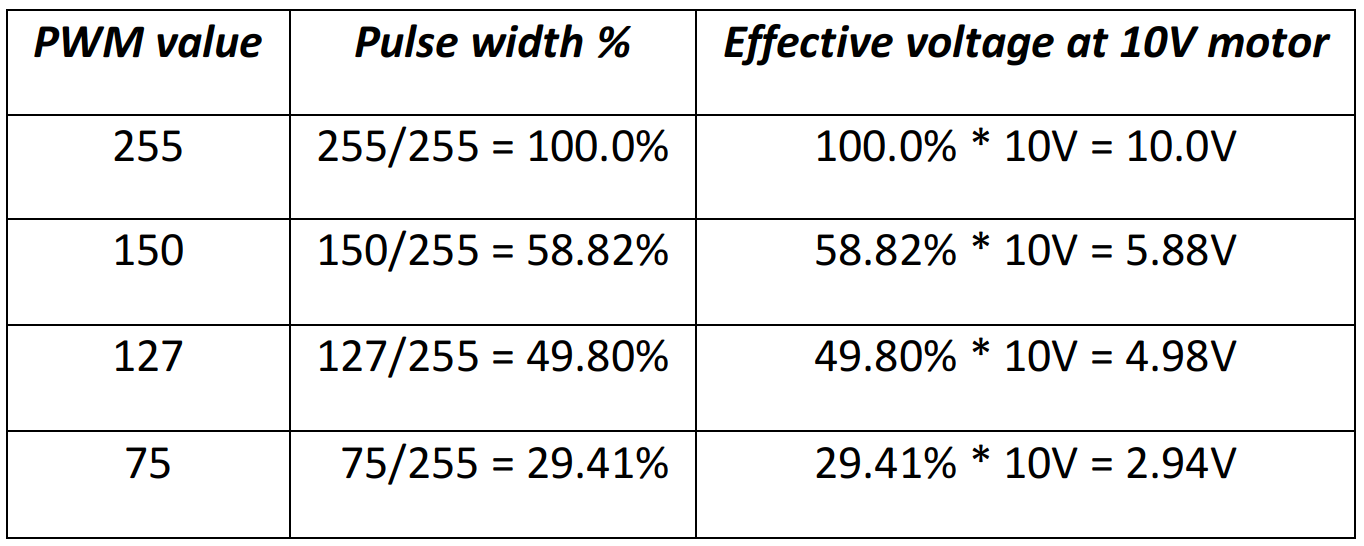 PWM value Pulse width % Effective voltage at 10V motor
255 255/255 = 100.0% 100.0% * 10V = 10.0V
150 150/255 = 58.82% 58.82% * 10V = 5.88V
127 127/255 = 49.80% 49.80% * 10V = 4.98V
75 75/255 = 29.41% 29.41% * 10V = 2.94V